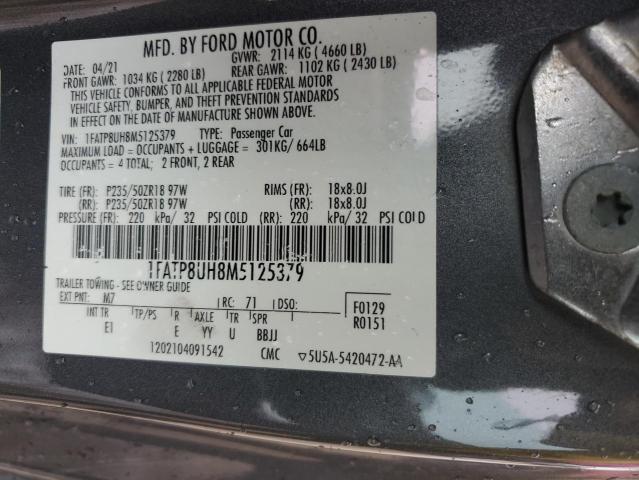 MFD. BY FORD MOTOR CO.
DATE: 04/21 GVWR: 2114 KG ( 4660 LB)
FRONT GAWR: 1034 KG ( 2280 LB) REAR GAWR: 1102 KG ( 2430 LB)
THIS VEHICLE CONFORMS TO ALL APPLICABLE FEDERAL MOTOR
VEHICLE SAFETY, BUMPER, AND THEFT PREVENTION STANDARDS
IN EFFECT ON THE DATE OF MANUFACTURE SHOWN ABOVE.
VIN: 1FATP8UH8M5125379 TYPE: Passenger Car
MAXIMUM LOAD = OCCUPANTS + LUGGAGE = 301KG/ 664LB
OCCUPANTS = 4 TOTAL; 2 FRONT, 2 REAR
TIRE (FR): P235/50ZR18 97W RIMS (FR): 18x8.0J
(RR): P235/50ZR18 97W (RR): 18x8.0J
PRESSURE (FR): 220 kPa/ 32 PSI COLD (RR): 220 kPa/ 32 PSI COLD
1FATP8UH8M5125379
TRAILER TOWING - SEE OWNER GUIDE
EXT PNT: M7 RC: 71 DSO: F0129
INT TR TP/PS R AXLE TR SPR R0151
EI E YY U BBJJ
1202104091542 CMC ▽5U5A-5420472-AA